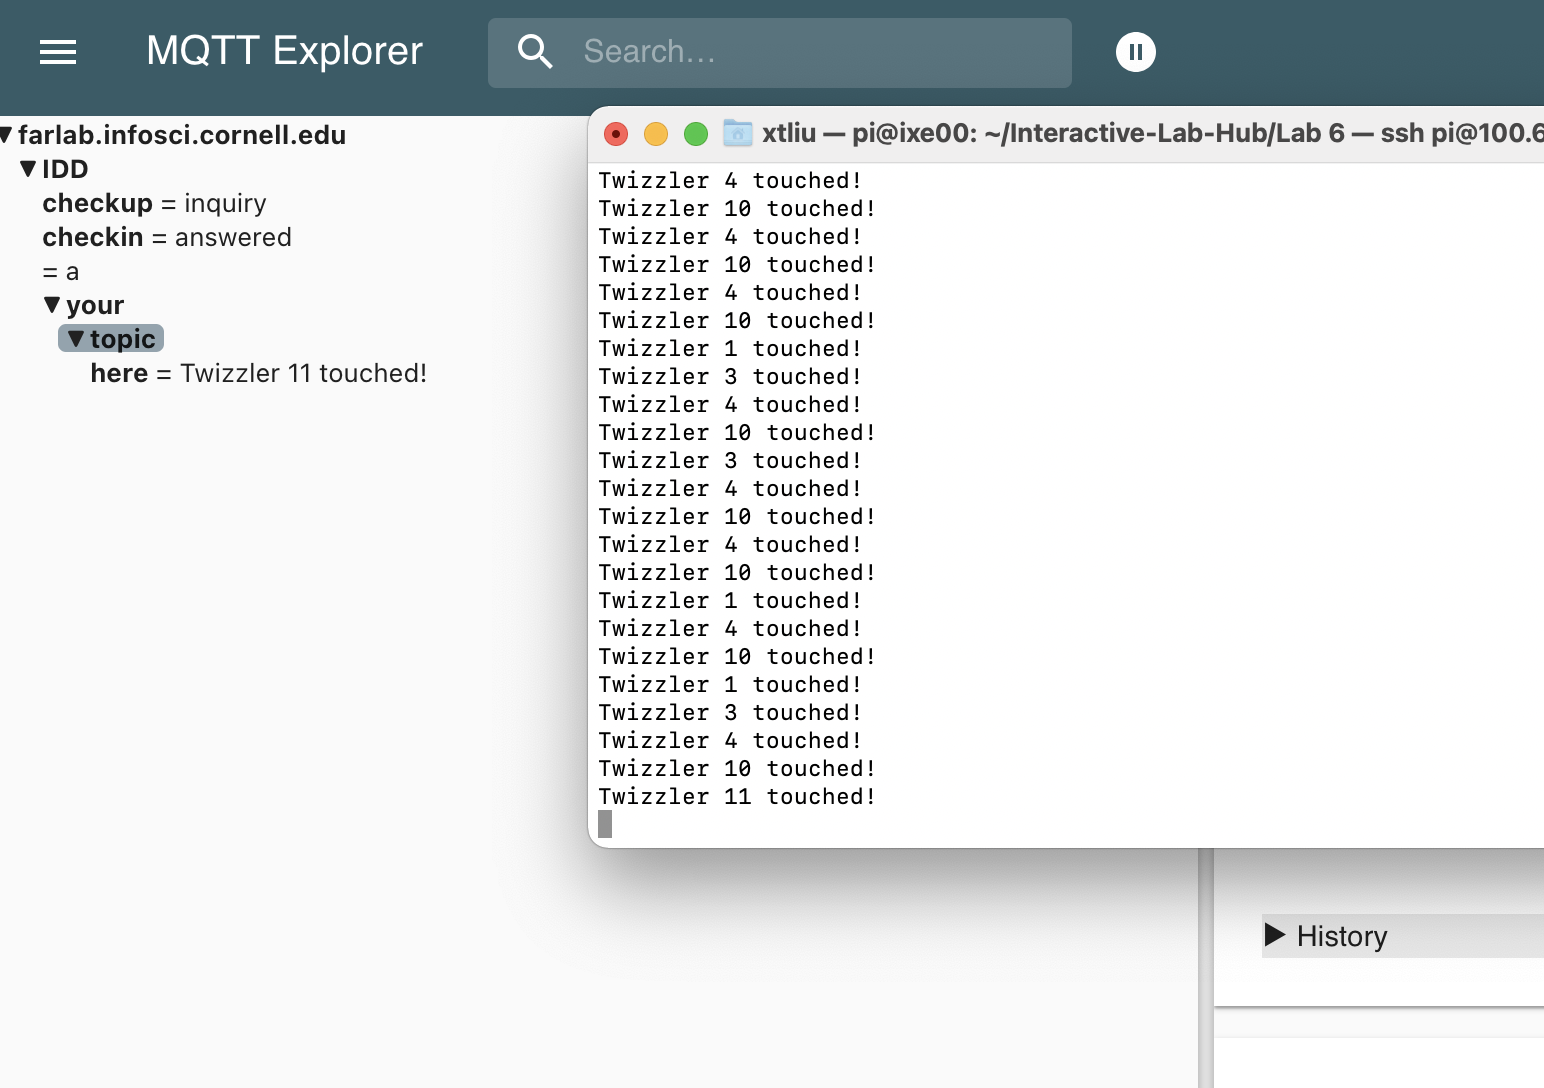 MQTT Explorer
Search...
farlab.infosci.cornell.edu
IDD
checkup = inquiry
checkin = answered
= a
your
topic
here = Twizzler 11 touched!
xtliu — pi@ixe00: ~/Interactive-Lab-Hub/Lab 6 — ssh pi@100.6
Twizzler 4 touched!
Twizzler 10 touched!
Twizzler 4 touched!
Twizzler 10 touched!
Twizzler 4 touched!
Twizzler 10 touched!
Twizzler 1 touched!
Twizzler 3 touched!
Twizzler 4 touched!
Twizzler 10 touched!
Twizzler 3 touched!
Twizzler 4 touched!
Twizzler 10 touched!
Twizzler 4 touched!
Twizzler 10 touched!
Twizzler 1 touched!
Twizzler 4 touched!
Twizzler 10 touched!
Twizzler 1 touched!
Twizzler 3 touched!
Twizzler 4 touched!
Twizzler 10 touched!
Twizzler 11 touched!
History